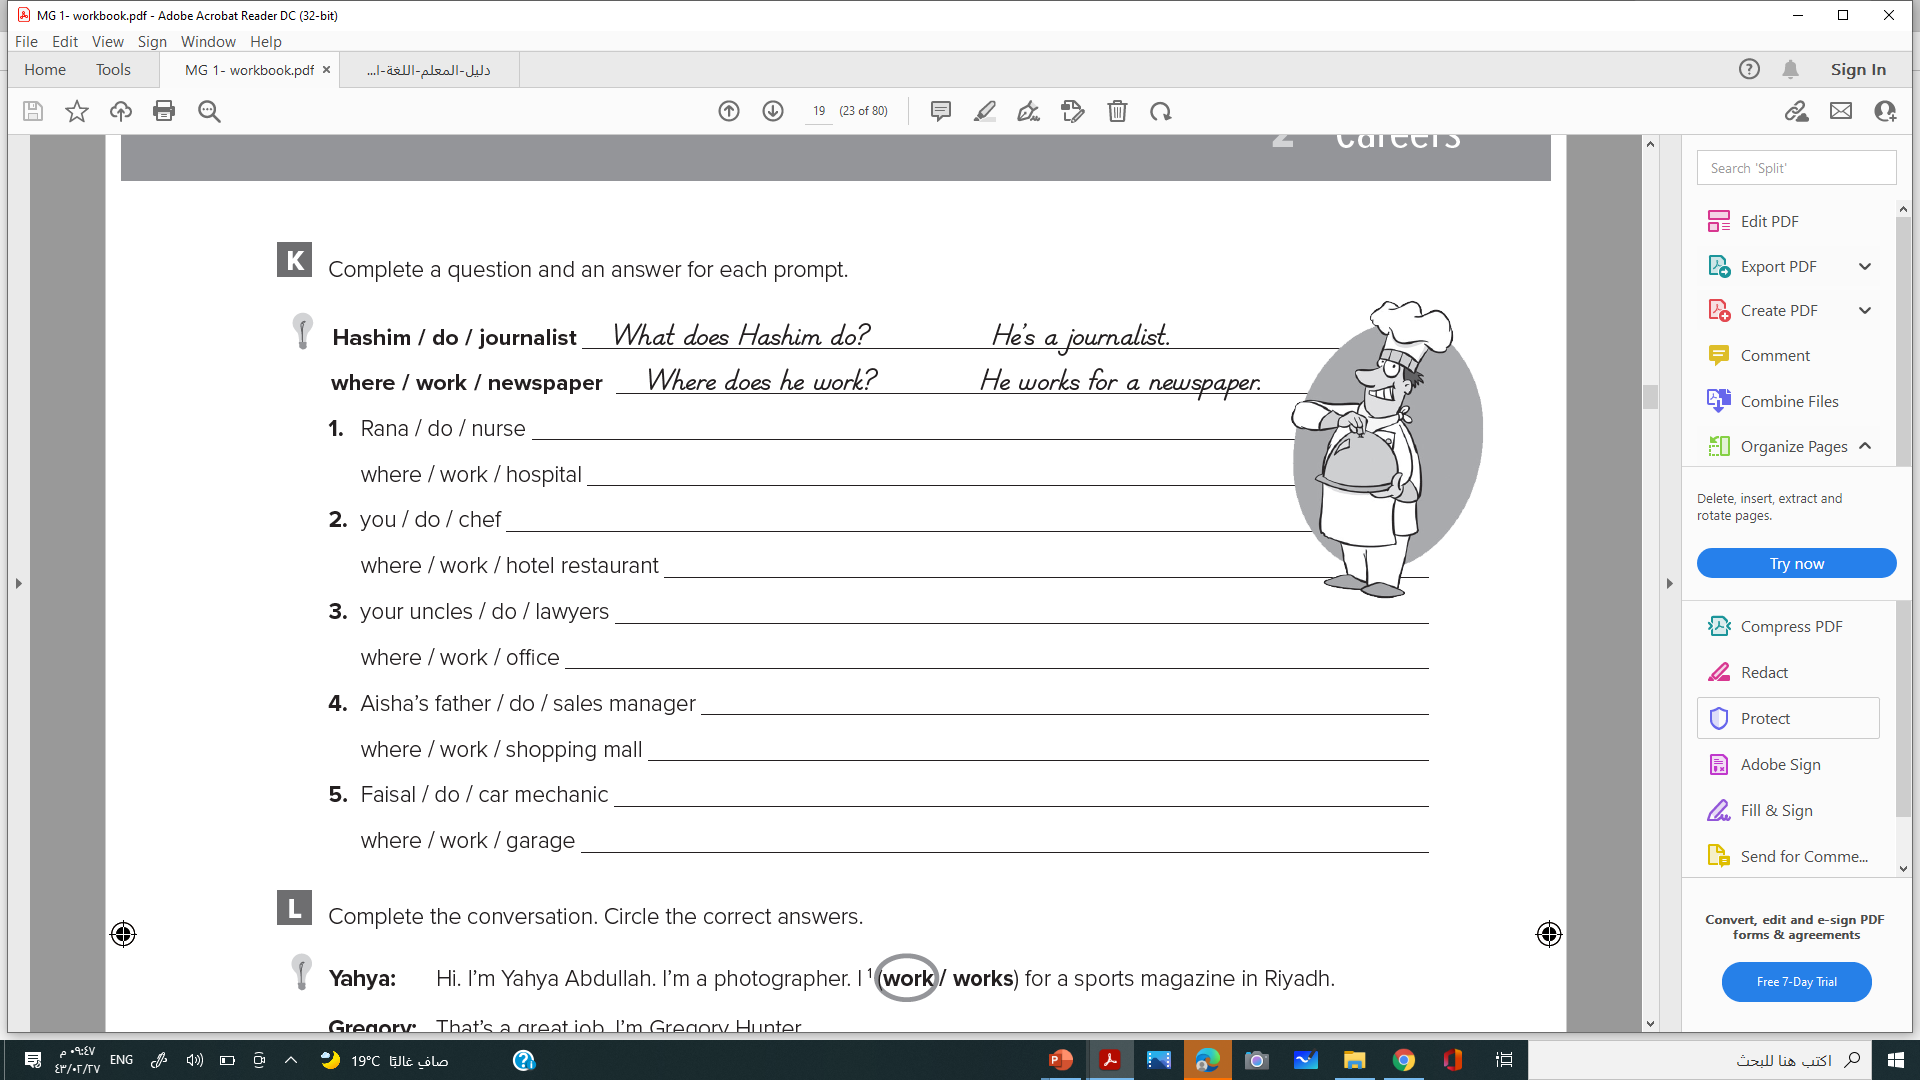 MG 1- workbook.pdf - Adobe Acrobat Reader DC (32-bit)
File Edit View Sign Window Help
Home Tools MG 1- workbook.pdf × دليل-المعلم-اللغة-ا... Sign In
19 (23 of 80)
2 Careers
Search 'Split'
Edit PDF
Export PDF
Create PDF
Comment
Combine Files
Organize Pages
Delete, insert, extract and
rotate pages.
Try now
Compress PDF
Redact
Protect
Adobe Sign
Fill & Sign
Send for Comme...
Convert, edit and e-sign PDF
forms & agreements
Free 7-Day Trial
K Complete a question and an answer for each prompt.
Hashim / do / journalist What does Hashim do? He's a journalist.
where / work / newspaper Where does he work? He works for a newspaper.
1. Rana / do / nurse
where / work / hospital
2. you / do / chef
where / work / hotel restaurant
3. your uncles / do / lawyers
where / work / office
4. Aisha's father / do / sales manager
where / work / shopping mall
5. Faisal / do / car mechanic
where / work / garage
L Complete the conversation. Circle the correct answers.
Yahya: Hi. I'm Yahya Abdullah. I'm a photographer. I ¹ (work / works) for a sports magazine in Riyadh.
Gregory: That's a great job. I'm Gregory Hunter.
٠٩:٤٧ م
٤٣/٠٢/٢٧
ENG
19°C صافٍ غالبًا
اكتب هنا للبحث